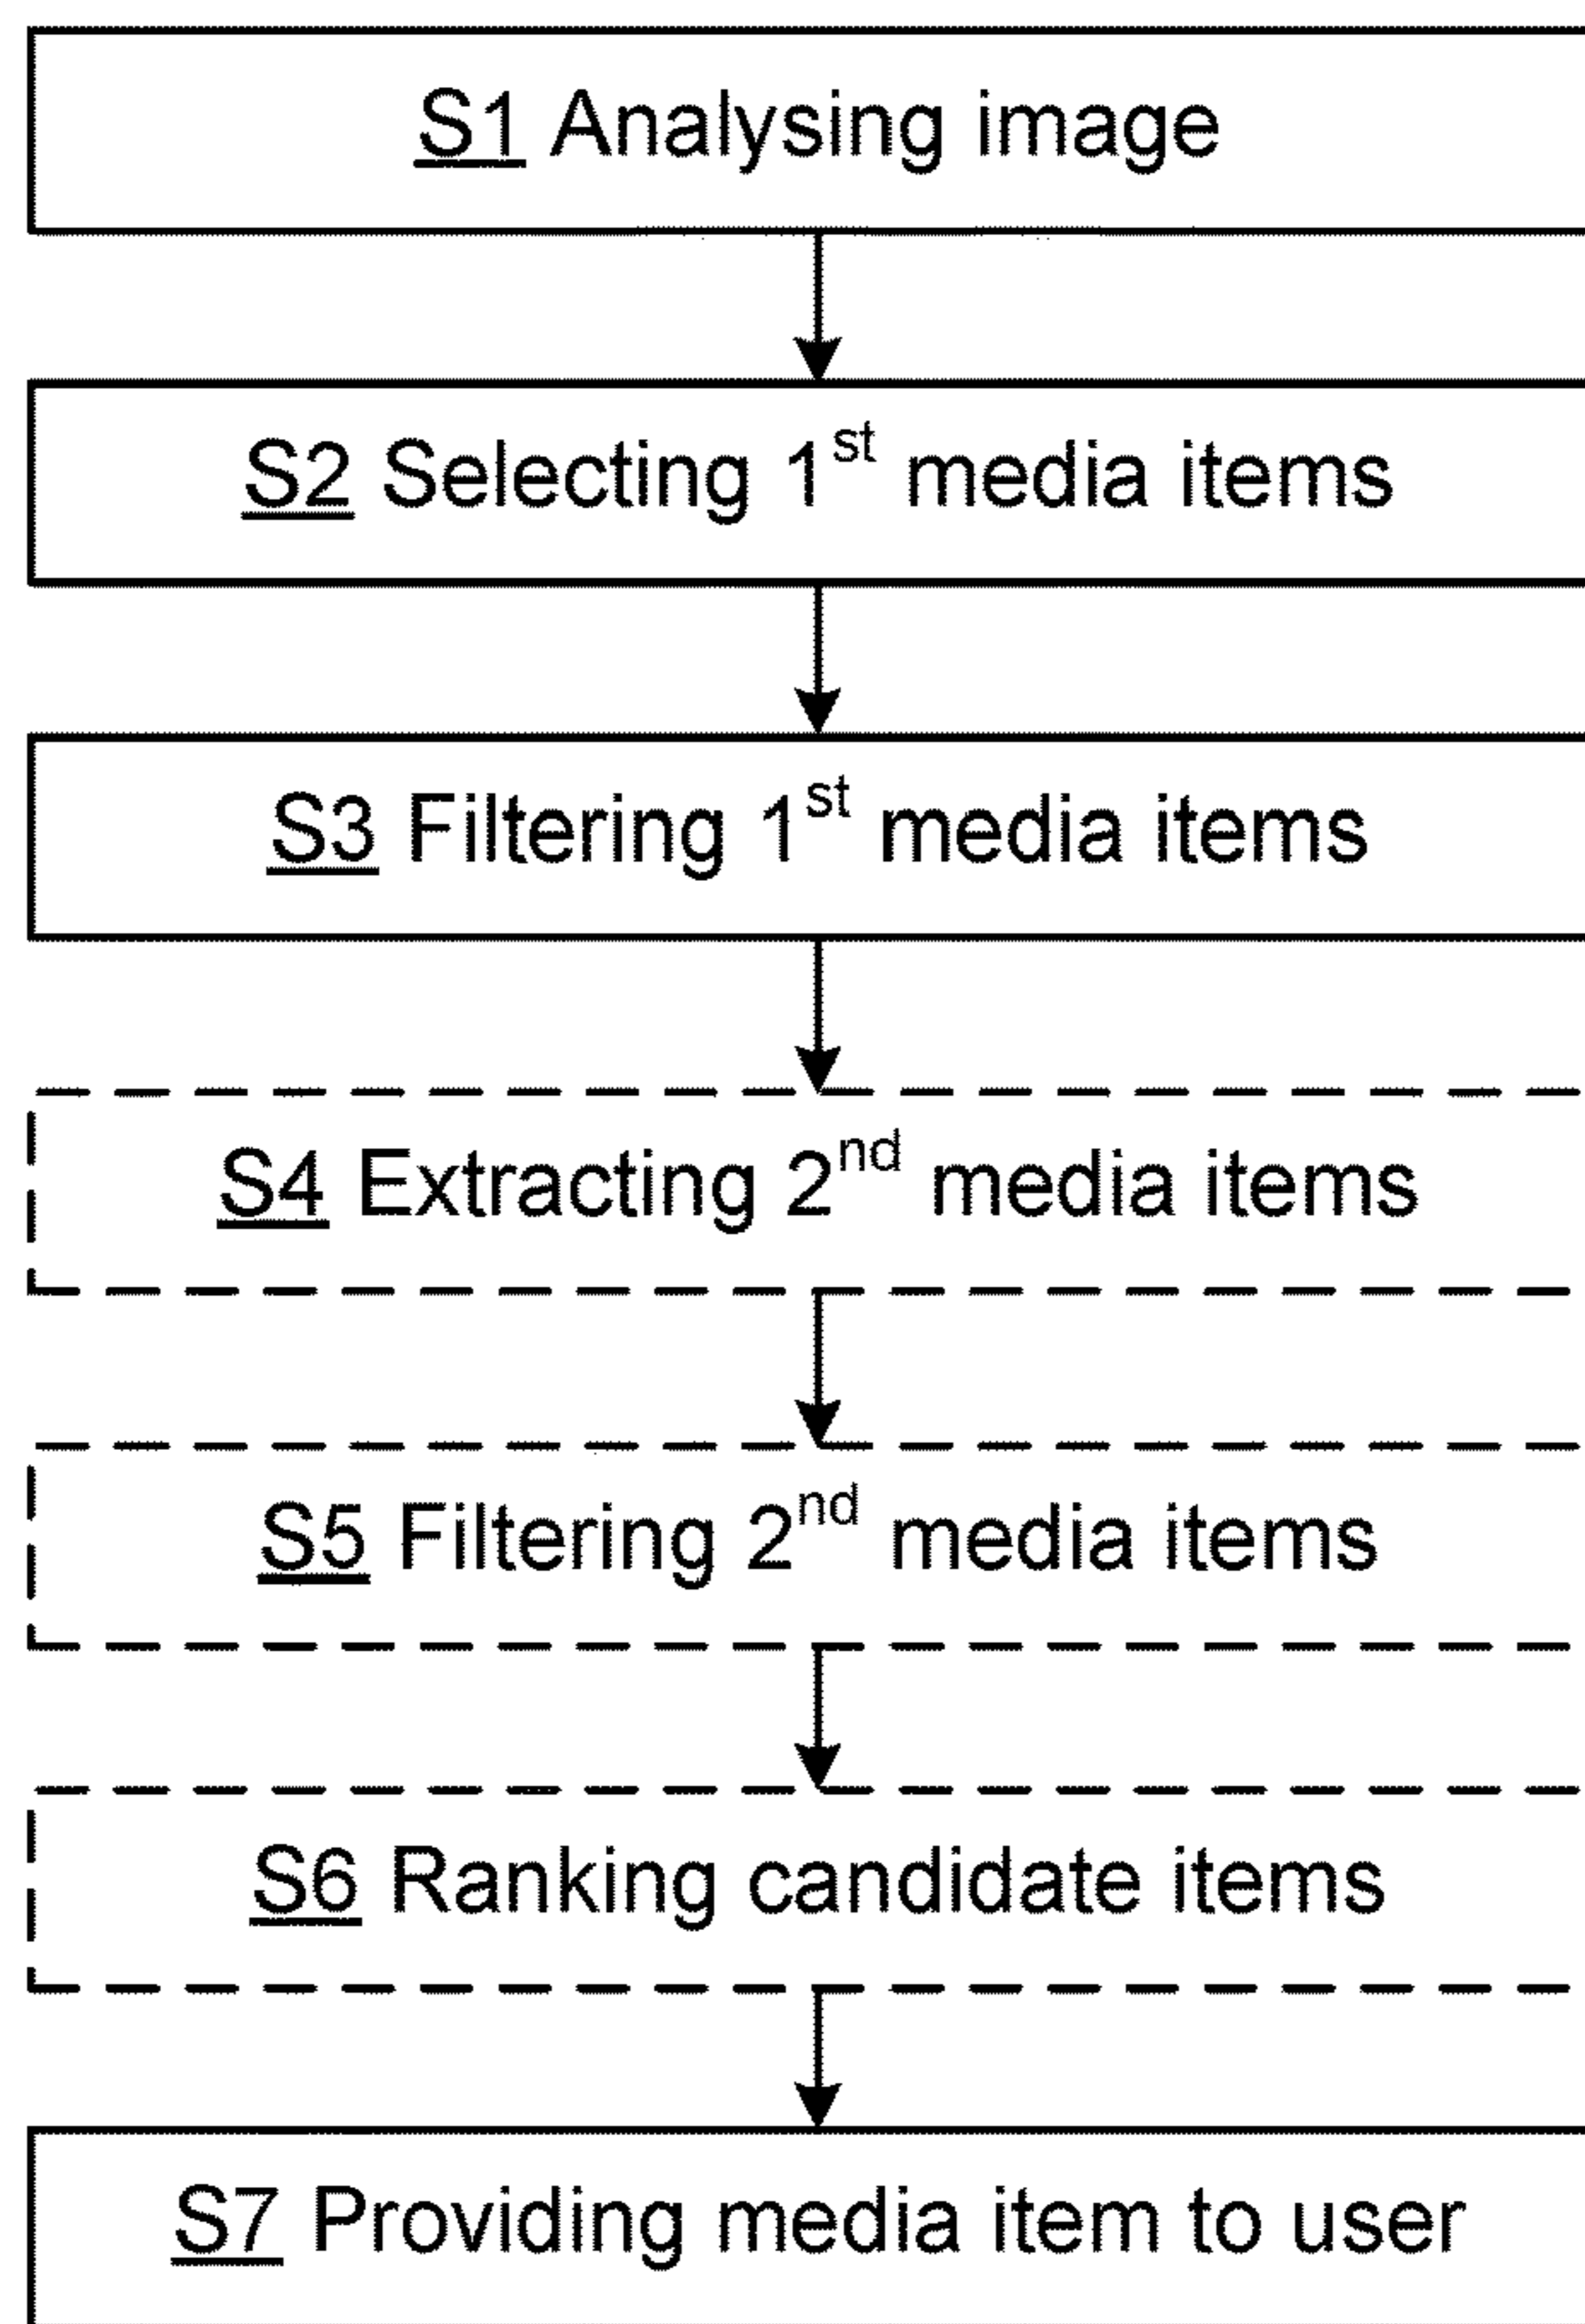 S1 Analysing image
S2 Selecting 1st media items
S3 Filtering 1st media items
S4 Extracting 2nd media items
S5 Filtering 2nd media items
S6 Ranking candidate items
S7 Providing media item to user